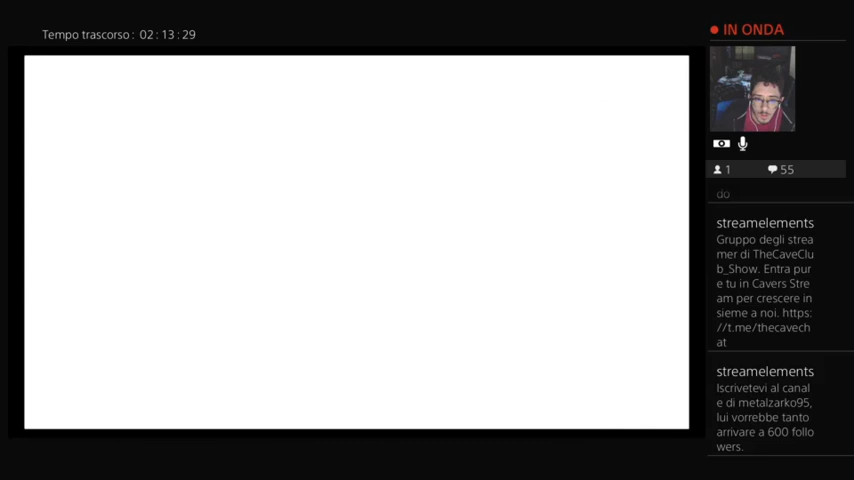 Tempo trascorso: 02:13:29
IN ONDA
1 55
do
streamelements
Gruppo degli strea
mer di TheCaveClu
b_Show. Entra pur
e tu in Cavers Stre
am per crescere in
sieme a noi. https:
//t.me/thecavech
at
streamelements
Iscrivetevi al canal
e di metalzarko95,
lui vorrebbe tanto
arrivare a 600 follo
wers.